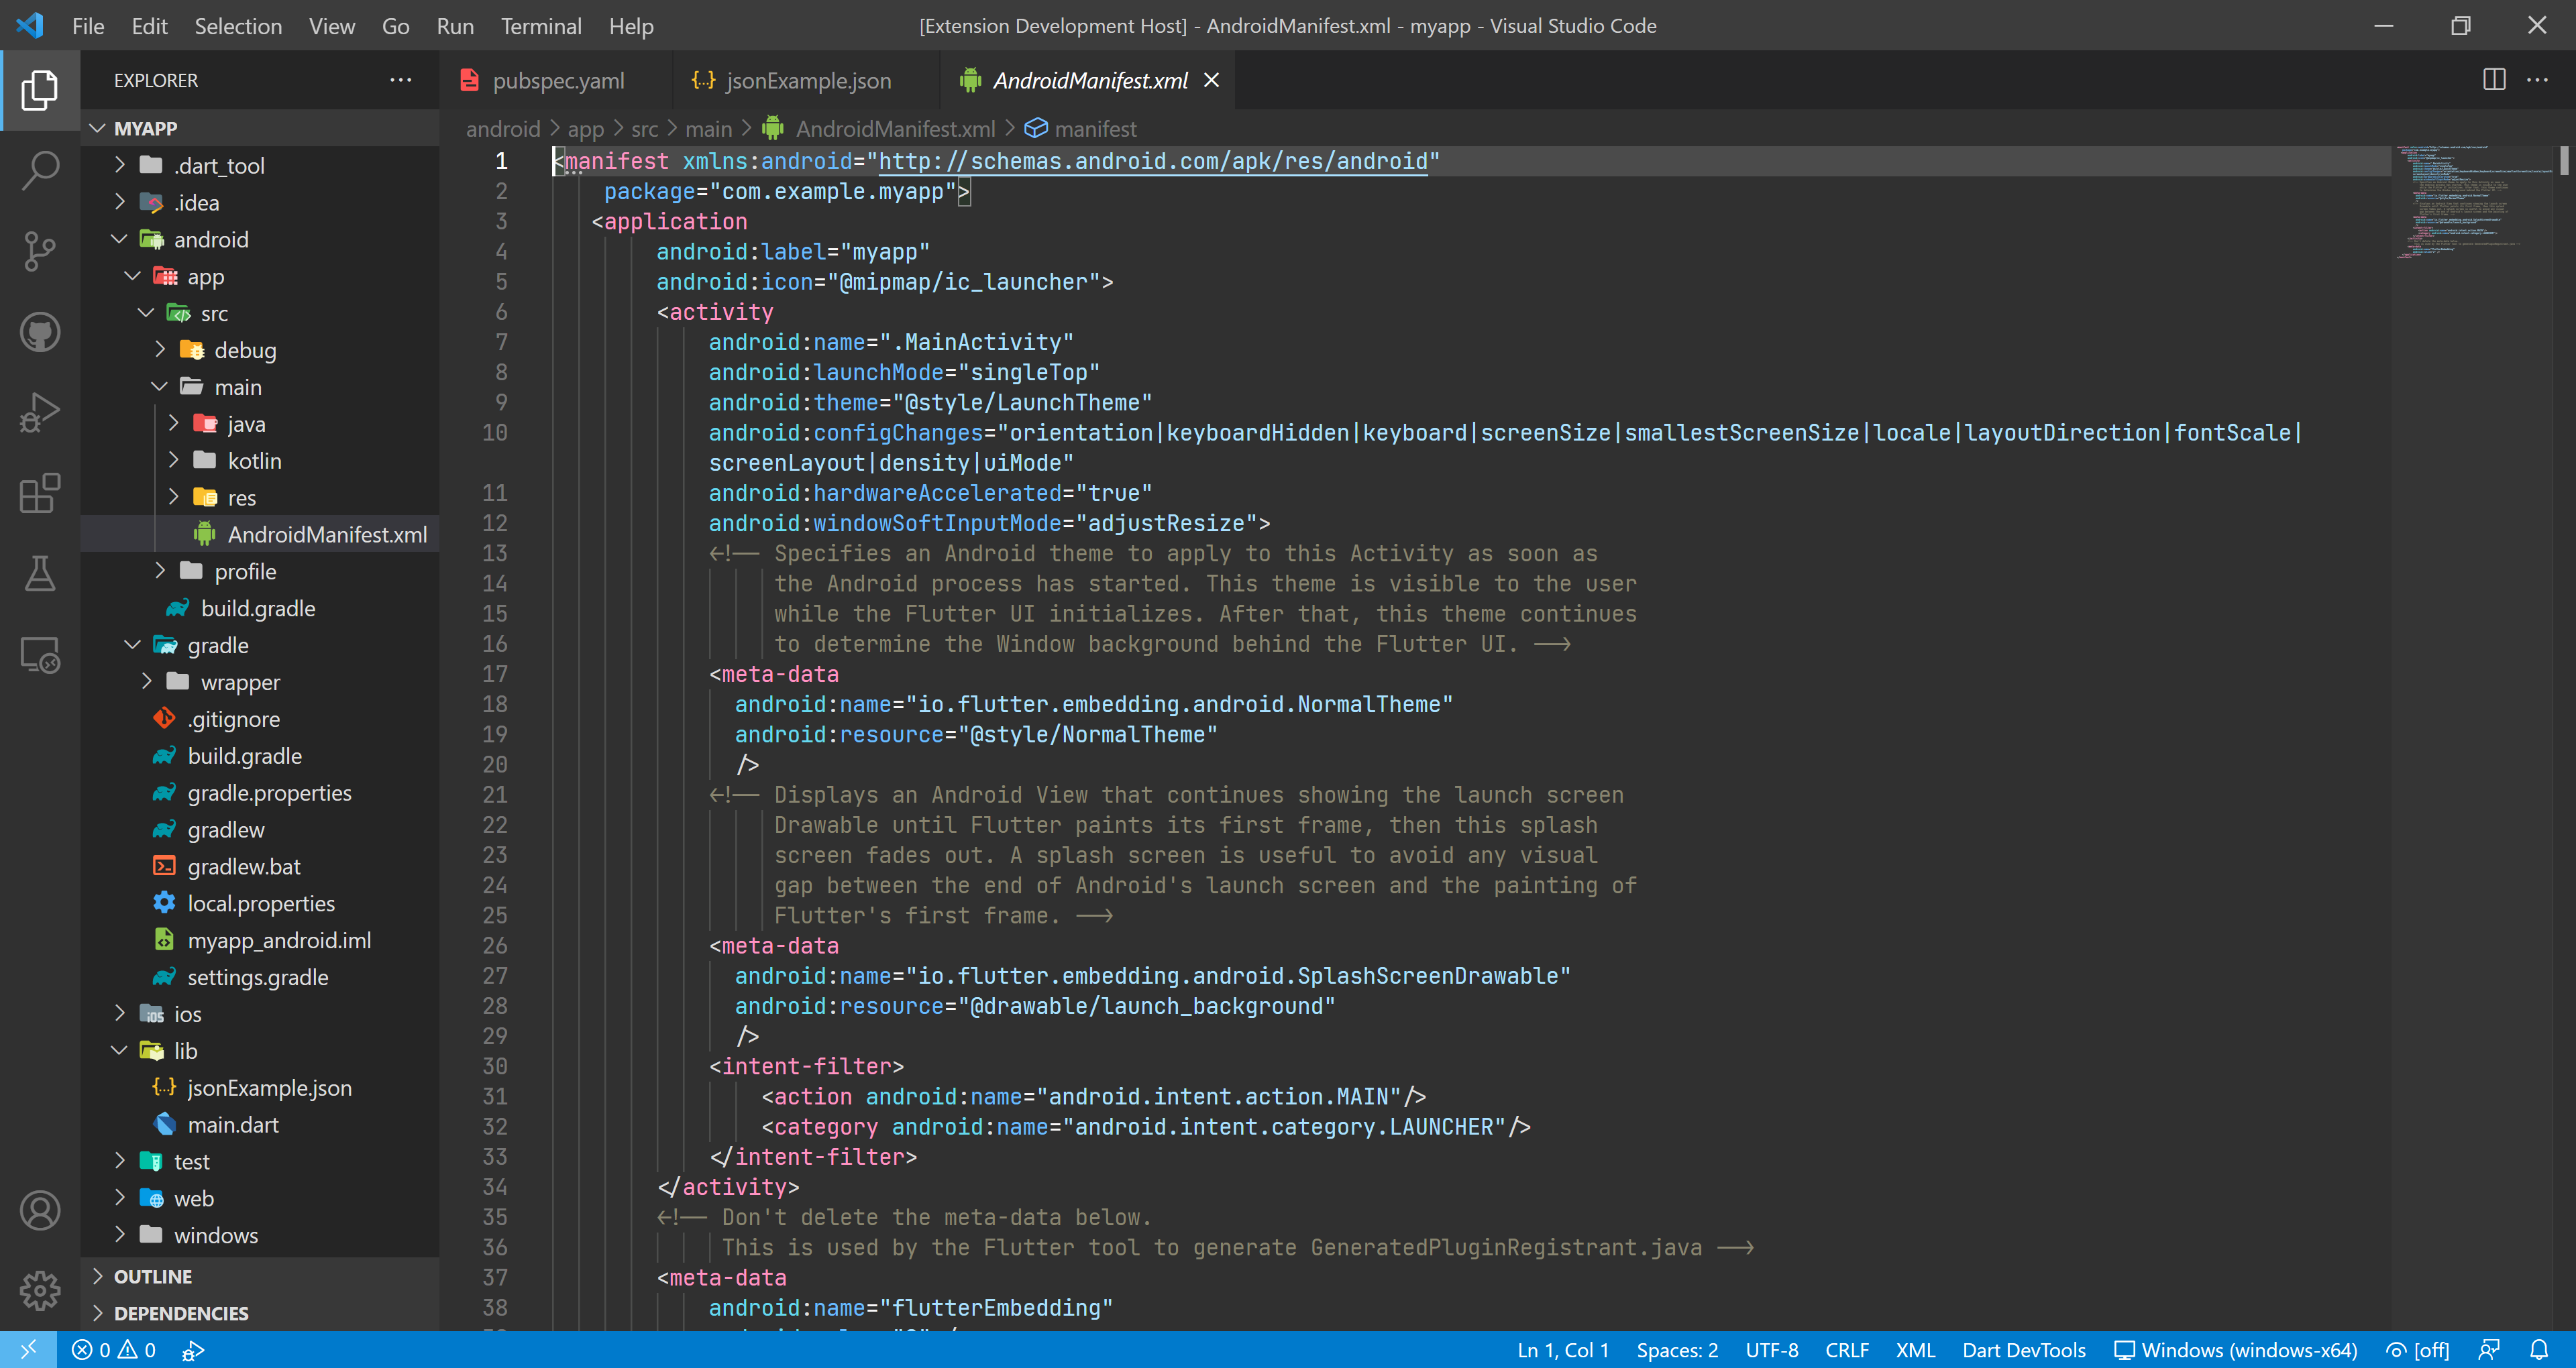 File Edit Selection View Go Run Terminal Help
[Extension Development Host] - AndroidManifest.xml - myapp - Visual Studio Code
EXPLORER
MYAPP
.dart_tool
.idea
android
app
src
debug
main
java
kotlin
res
AndroidManifest.xml
profile
build.gradle
gradle
wrapper
.gitignore
build.gradle
gradle.properties
gradlew
gradlew.bat
local.properties
myapp_android.iml
settings.gradle
ios
lib
jsonExample.json
main.dart
test
web
windows
OUTLINE
DEPENDENCIES
pubspec.yaml jsonExample.json AndroidManifest.xml
android > app > src > main > AndroidManifest.xml > manifest
1 <manifest xmlns:android="http://schemas.android.com/apk/res/android"
2 package="com.example.myapp">
3 <application
4 android:label="myapp"
5 android:icon="@mipmap/ic_launcher">
6 <activity
7 android:name=".MainActivity"
8 android:launchMode="singleTop"
9 android:theme="@style/LaunchTheme"
10 android:configChanges="orientation|keyboardHidden|keyboard|screenSize|smallestScreenSize|locale|layoutDirection|fontScale|
screenLayout|density|uiMode"
11 android:hardwareAccelerated="true"
12 android:windowSoftInputMode="adjustResize">
13 <!-- Specifies an Android theme to apply to this Activity as soon as
14 the Android process has started. This theme is visible to the user
15 while the Flutter UI initializes. After that, this theme continues
16 to determine the Window background behind the Flutter UI. -->
17 <meta-data
18 android:name="io.flutter.embedding.android.NormalTheme"
19 android:resource="@style/NormalTheme"
20 />
21 <!-- Displays an Android View that continues showing the launch screen
22 Drawable until Flutter paints its first frame, then this splash
23 screen fades out. A splash screen is useful to avoid any visual
24 gap between the end of Android's launch screen and the painting of
25 Flutter's first frame. -->
26 <meta-data
27 android:name="io.flutter.embedding.android.SplashScreenDrawable"
28 android:resource="@drawable/launch_background"
29 />
30 <intent-filter>
31 <action android:name="android.intent.action.MAIN"/>
32 <category android:name="android.intent.category.LAUNCHER"/>
33 </intent-filter>
34 </activity>
35 <!-- Don't delete the meta-data below.
36 This is used by the Flutter tool to generate GeneratedPluginRegistrant.java -->
37 <meta-data
38 android:name="flutterEmbedding"
0 0
Ln 1, Col 1 Spaces: 2 UTF-8 CRLF XML Dart DevTools Windows (windows-x64) [off]